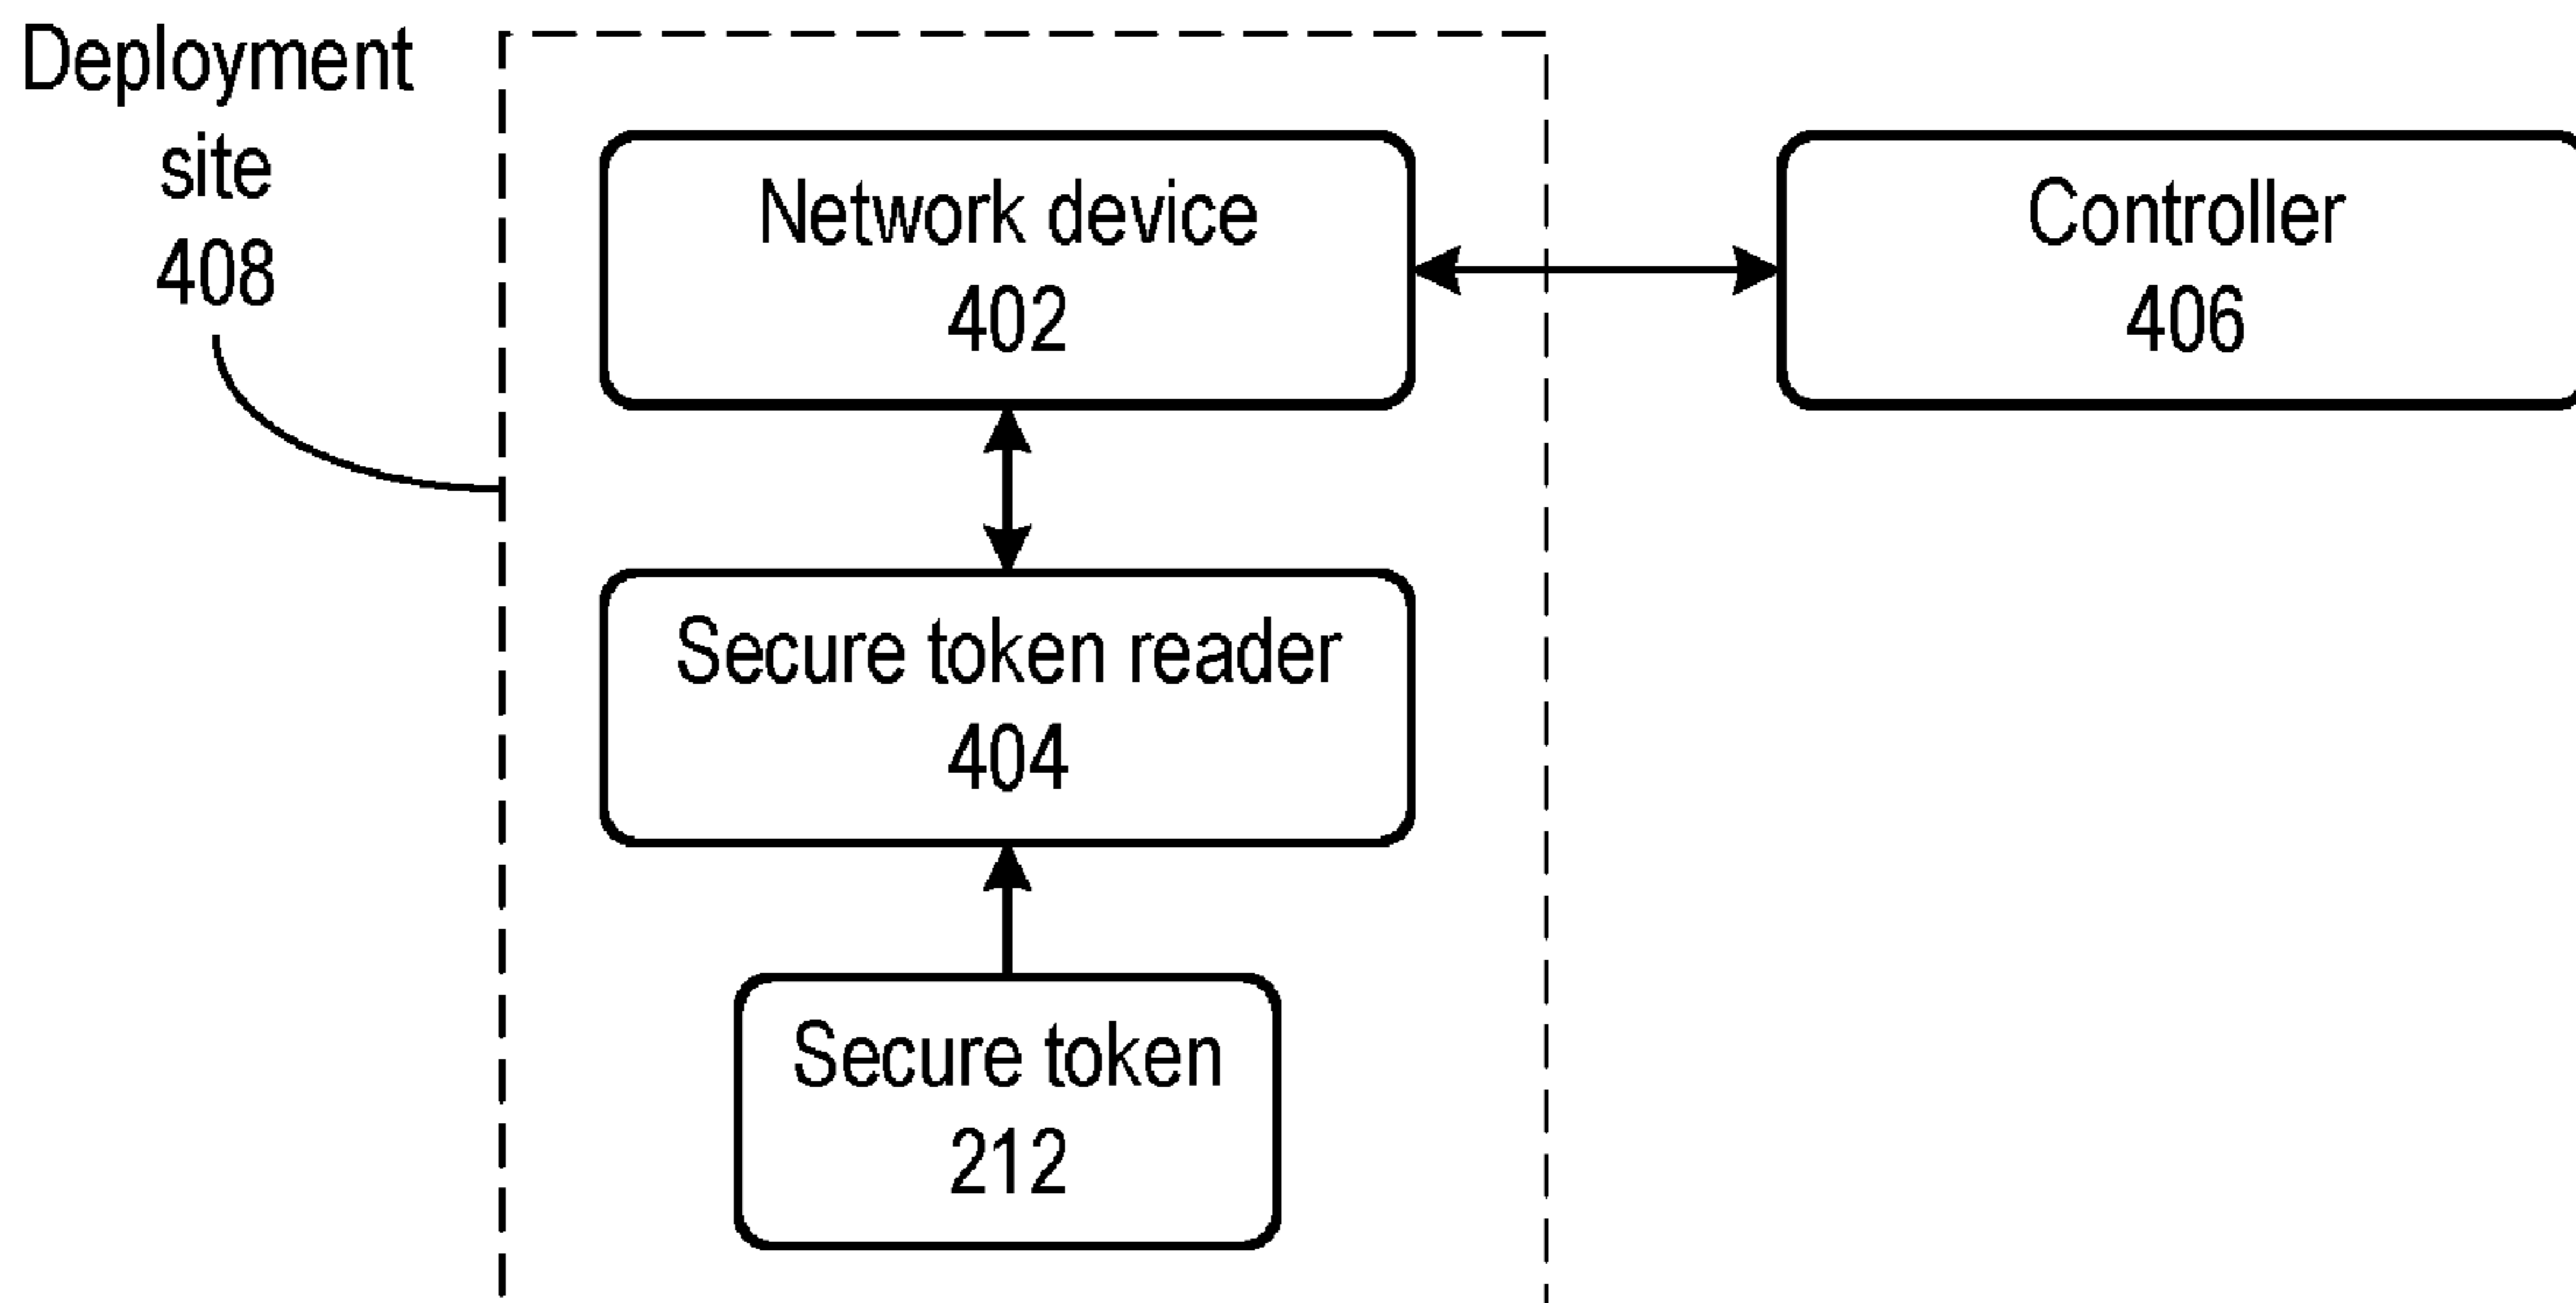 Deployment
site
408
Network device
402
Controller
406
Secure token reader
404
Secure token
212